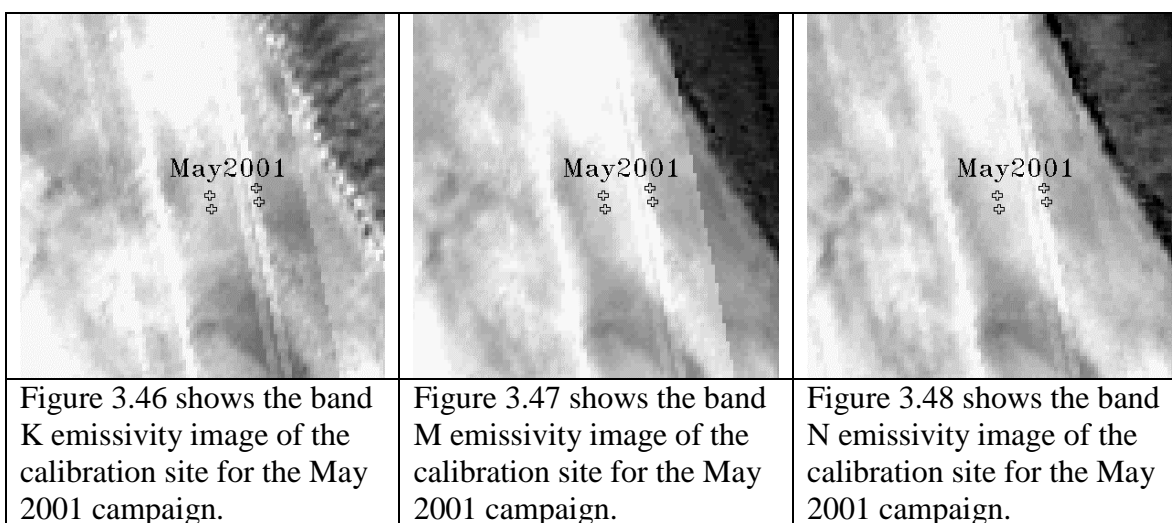 May2001
May2001
May2001
Figure 3.46 shows the band
K emissivity image of the
calibration site for the May
2001 campaign.
Figure 3.47 shows the band
M emissivity image of the
calibration site for the May
2001 campaign.
Figure 3.48 shows the band
N emissivity image of the
calibration site for the May
2001 campaign.